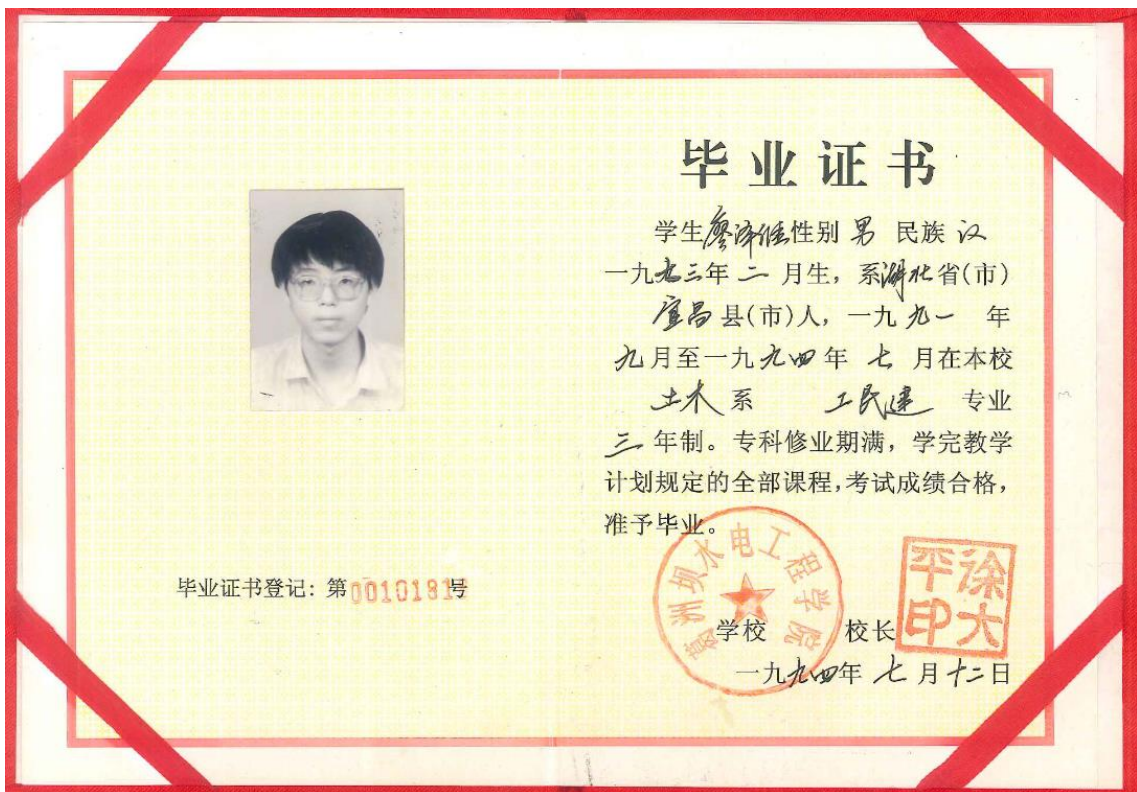 毕业证书
学生廖泽性别 男 民族 汉
一九九三年 二 月生，系湖北省(市)
宜昌县(市)人，一九九一 年
九月至一九九四年 七 月在本校
土木系 工民建 专业
三年制。专科修业期满，学完教学
计划规定的全部课程，考试成绩合格，
准予毕业。
葛洲坝水电工程学院
学校 校长
徐大平印
一九九四年 七 月十二日
毕业证书登记：第0010181号